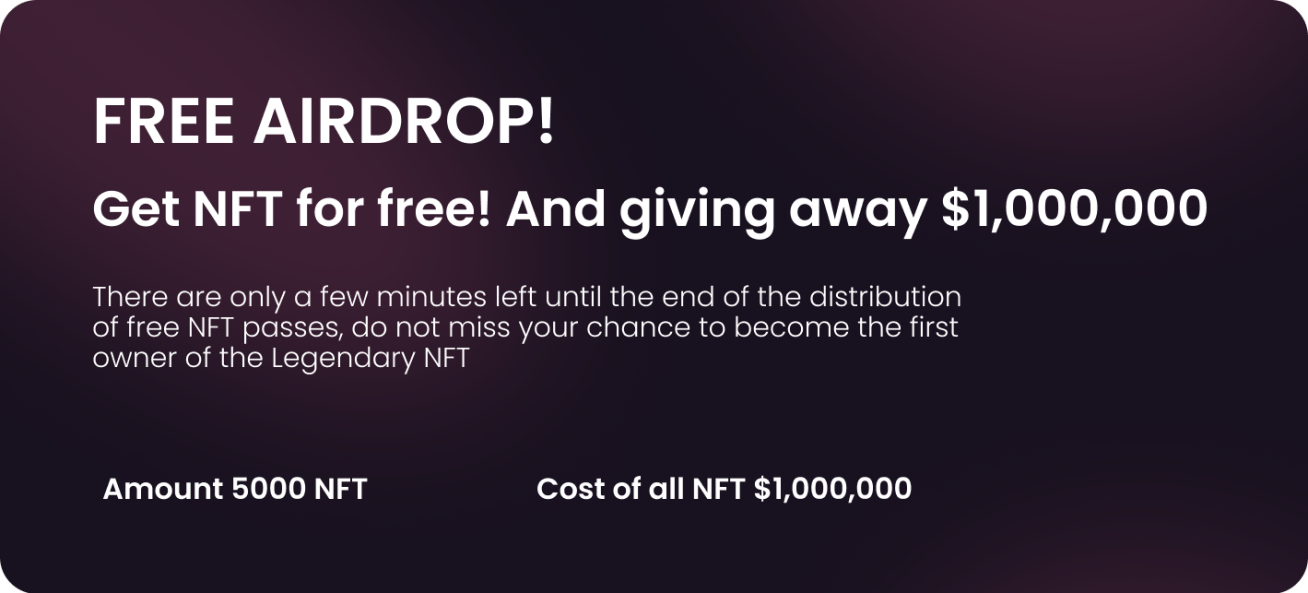 FREE AIRDROP!
Get NFT for free! And giving away $1,000,000
There are only a few minutes left until the end of the distribution
of free NFT passes, do not miss your chance to become the first
owner of the Legendary NFT
Amount 5000 NFT
Cost of all NFT $1,000,000